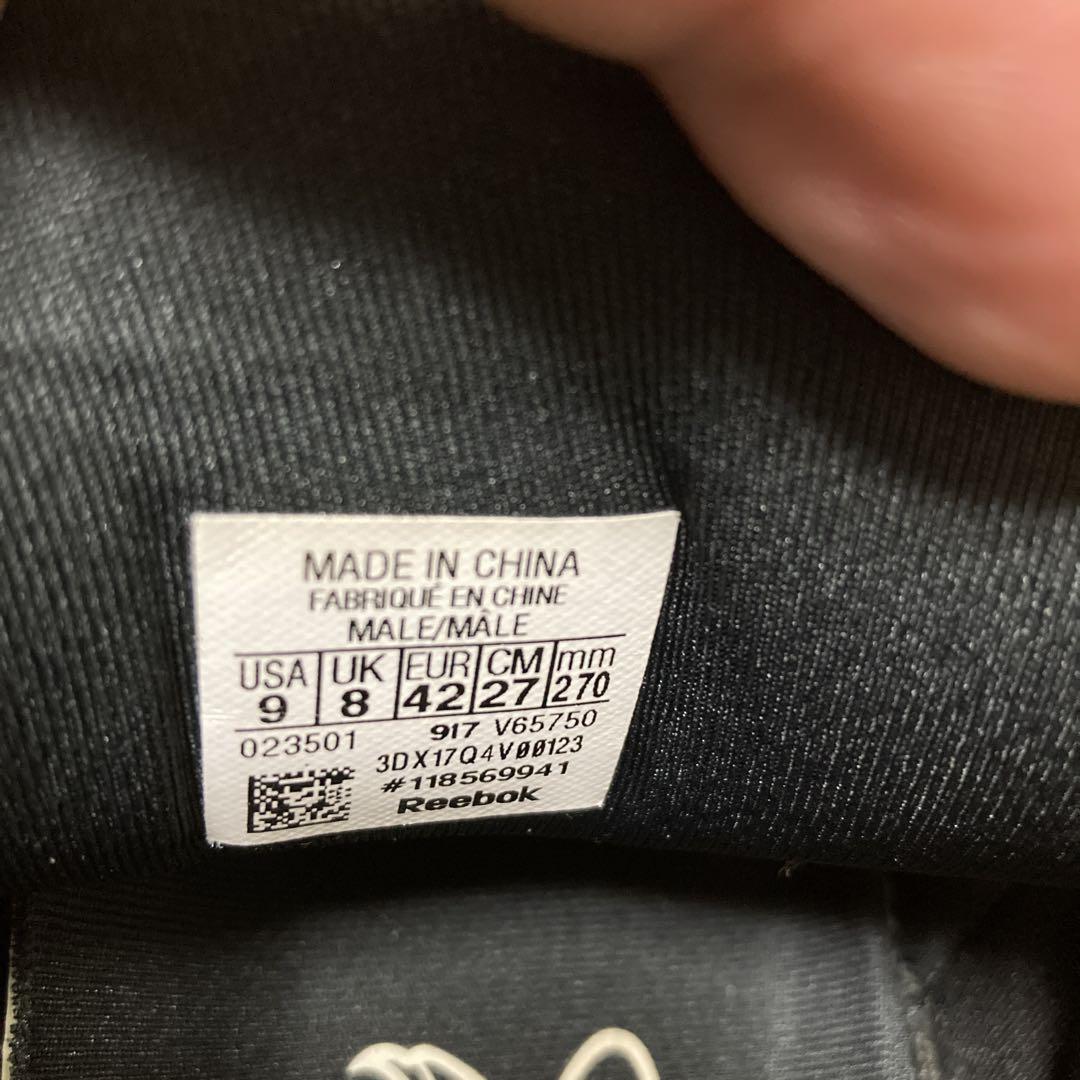 MADE IN CHINA
FABRIQUÉ EN CHINE
MALE/MÂLE
USA UK EUR CM mm
9 8 42 27 270
023501 917 V65750
3DX17Q4V00123
#118569941
Reebok